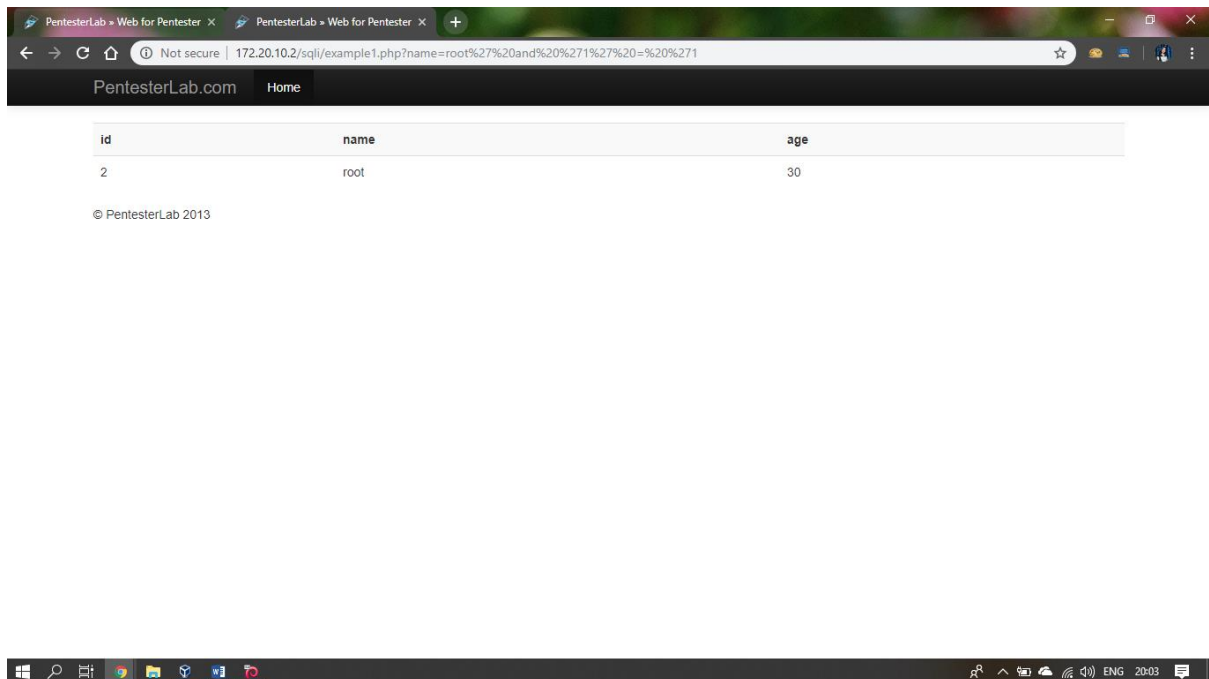 PentesterLab » Web for Pentester PentesterLab » Web for Pentester
Not secure | 172.20.10.2/sqli/example1.php?name=root%27%20and%20%271%27%20=%20%271
PentesterLab.com Home
id name age
2 root 30
© PentesterLab 2013
ENG 20:03